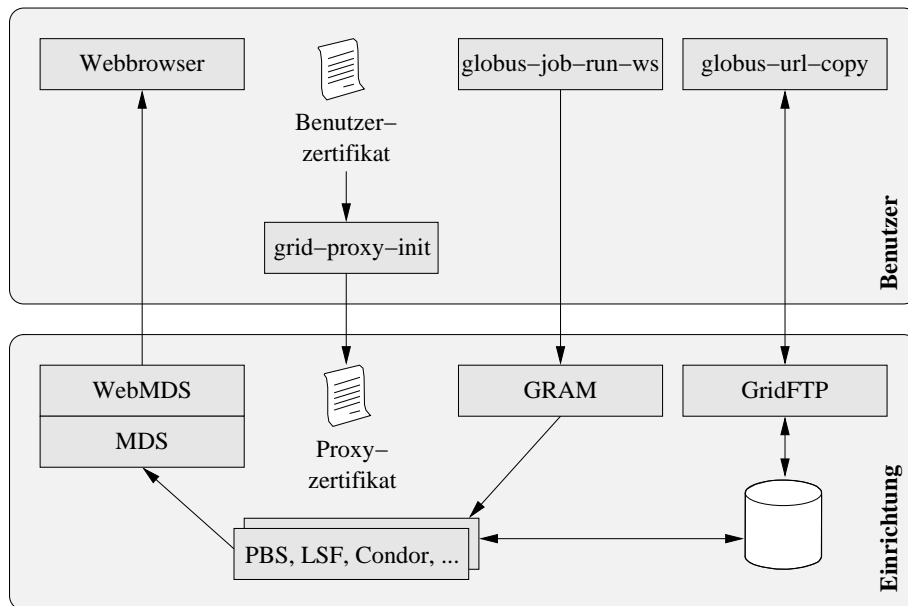 Webbrowser
globus−job−run−ws
globus−url−copy
Benutzer−
zertifikat
grid−proxy−init
Benutzer
WebMDS
MDS
Proxy−
zertifikat
GRAM
GridFTP
PBS, LSF, Condor, ...
Einrichtung